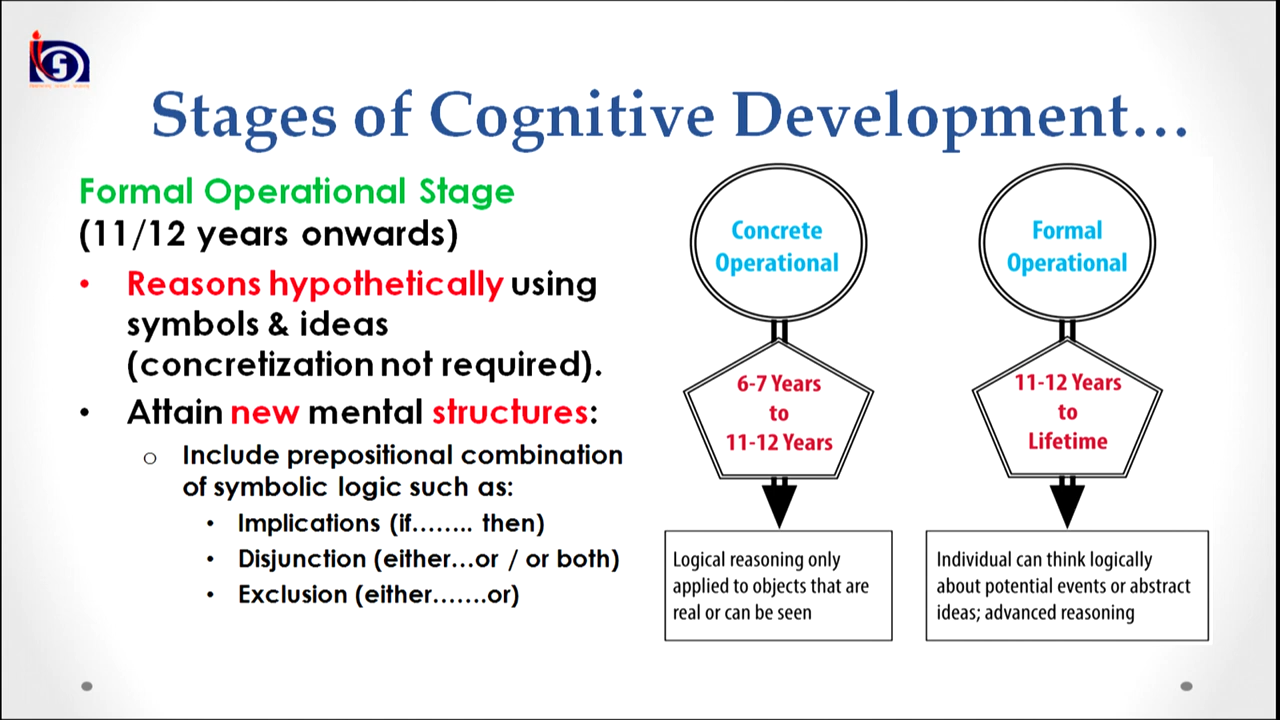 Stages of Cognitive Development…
Formal Operational Stage
(11/12 years onwards)
• Reasons hypothetically using
symbols & ideas
(concretization not required).
• Attain new mental structures:
o Include prepositional combination
of symbolic logic such as:
• Implications (if…….. then)
• Disjunction (either…or / or both)
• Exclusion (either…….or)
Concrete
Operational
6-7 Years
to
11-12 Years
Logical reasoning only
applied to objects that are
real or can be seen
Formal
Operational
11-12 Years
to
Lifetime
Individual can think logically
about potential events or abstract
ideas; advanced reasoning